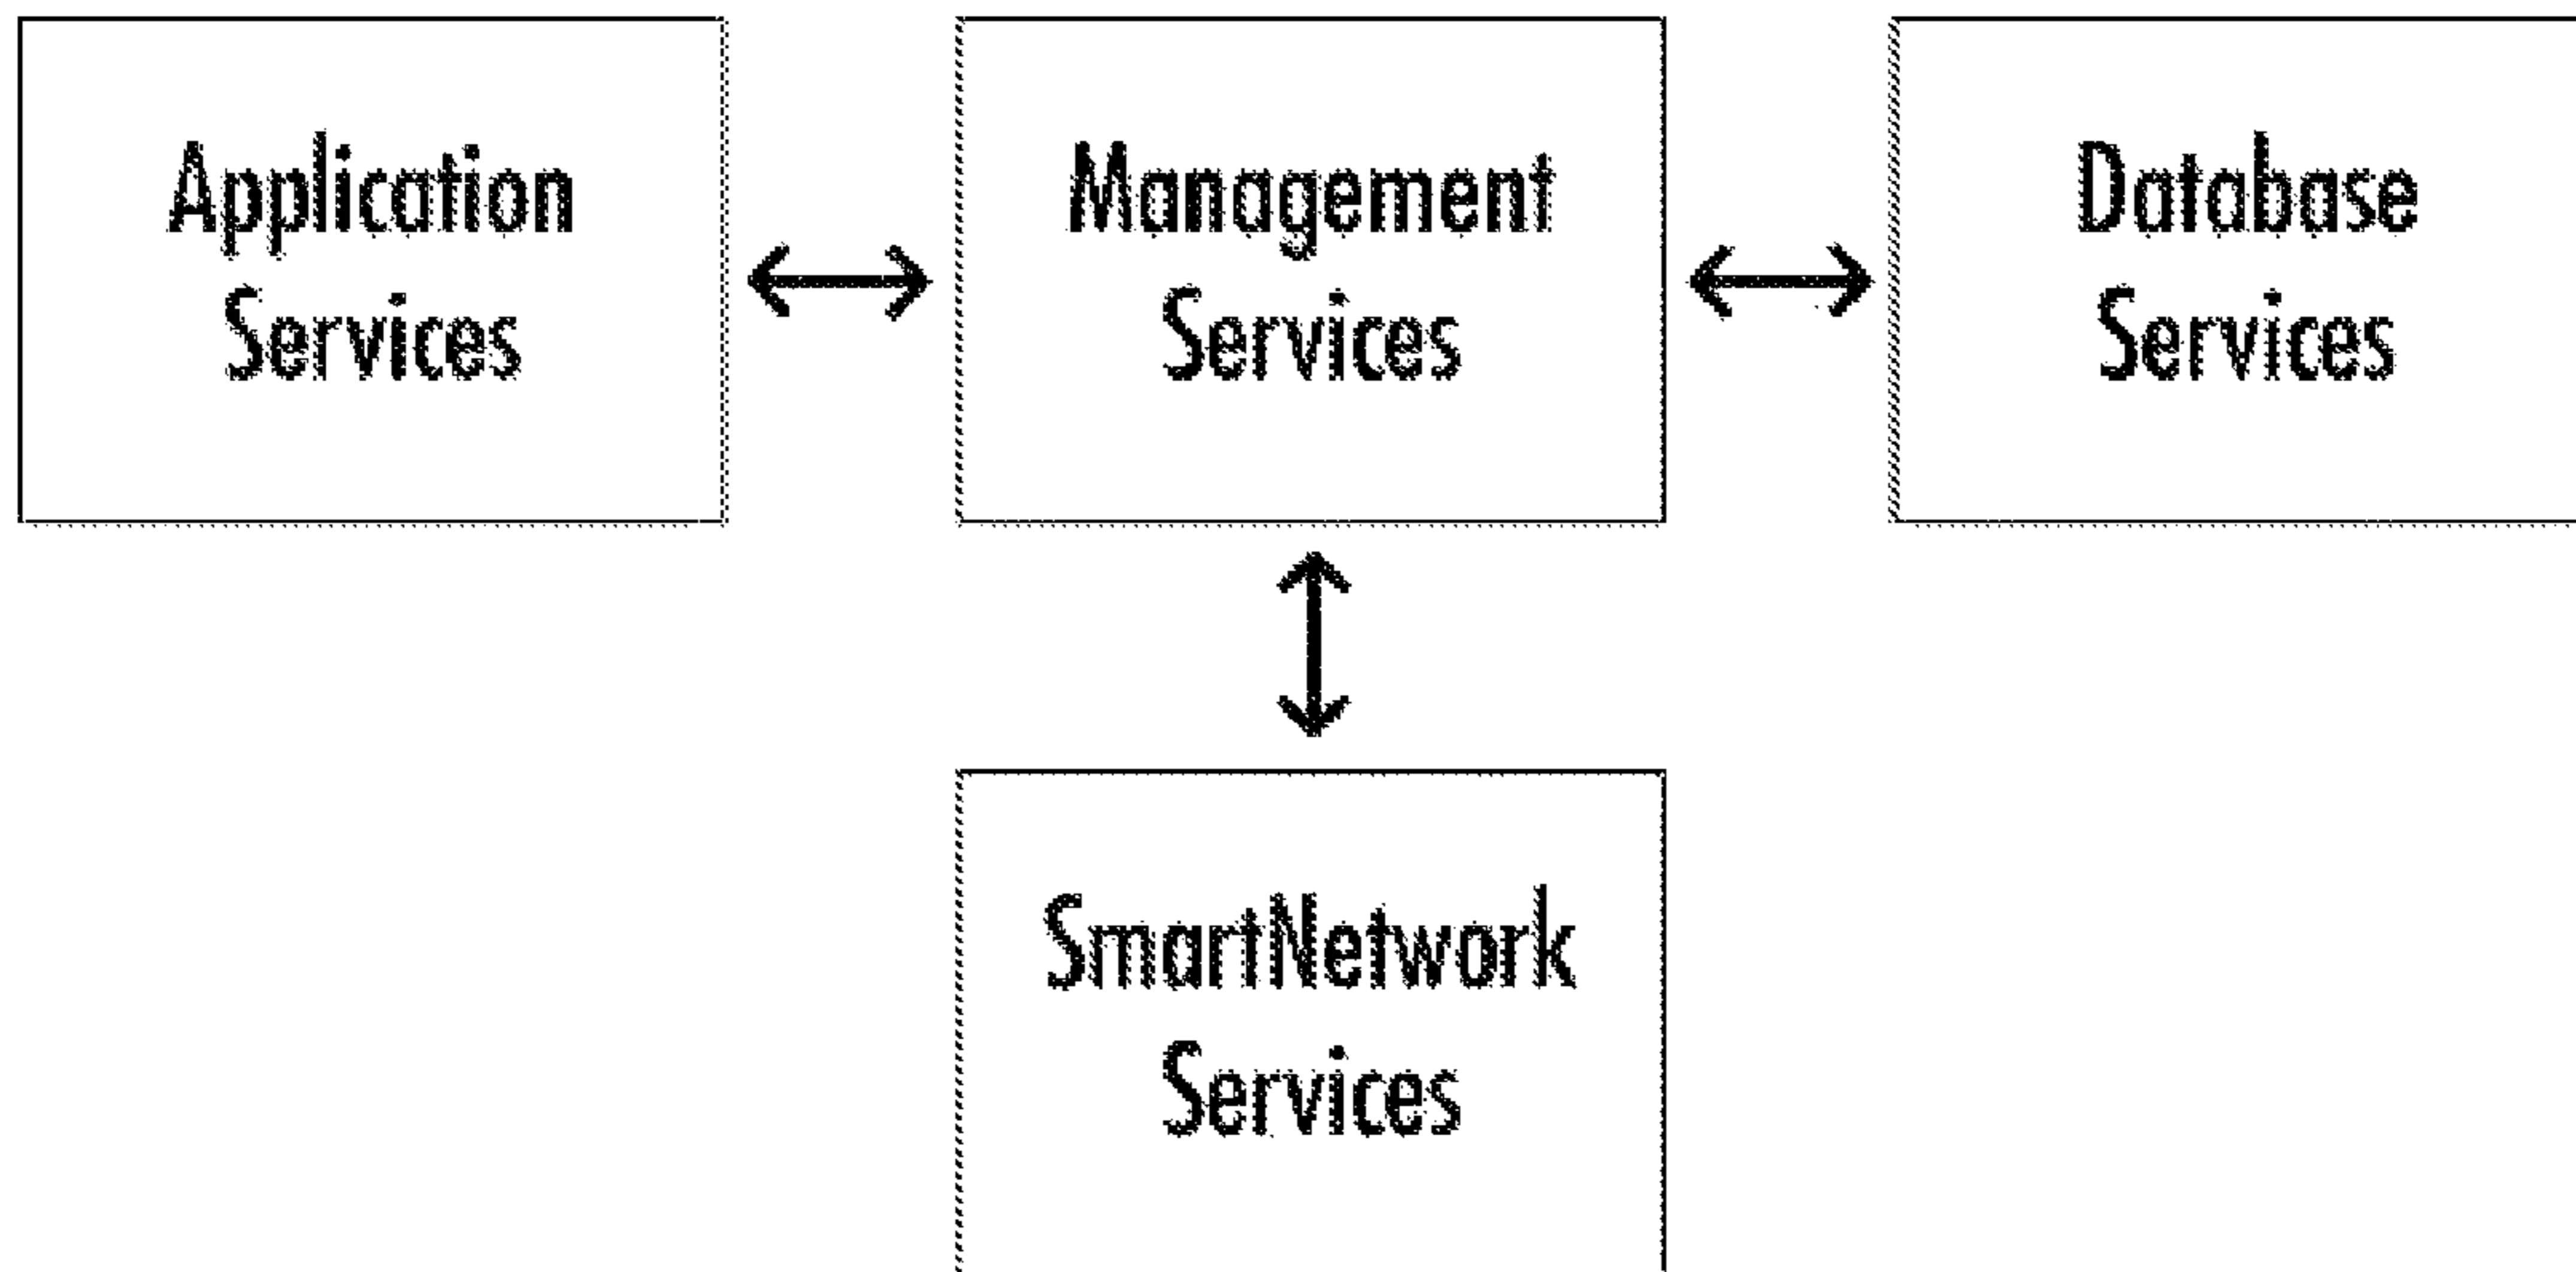 Application
Services
Management
Services
Database
Services
SmartNetwork
Services